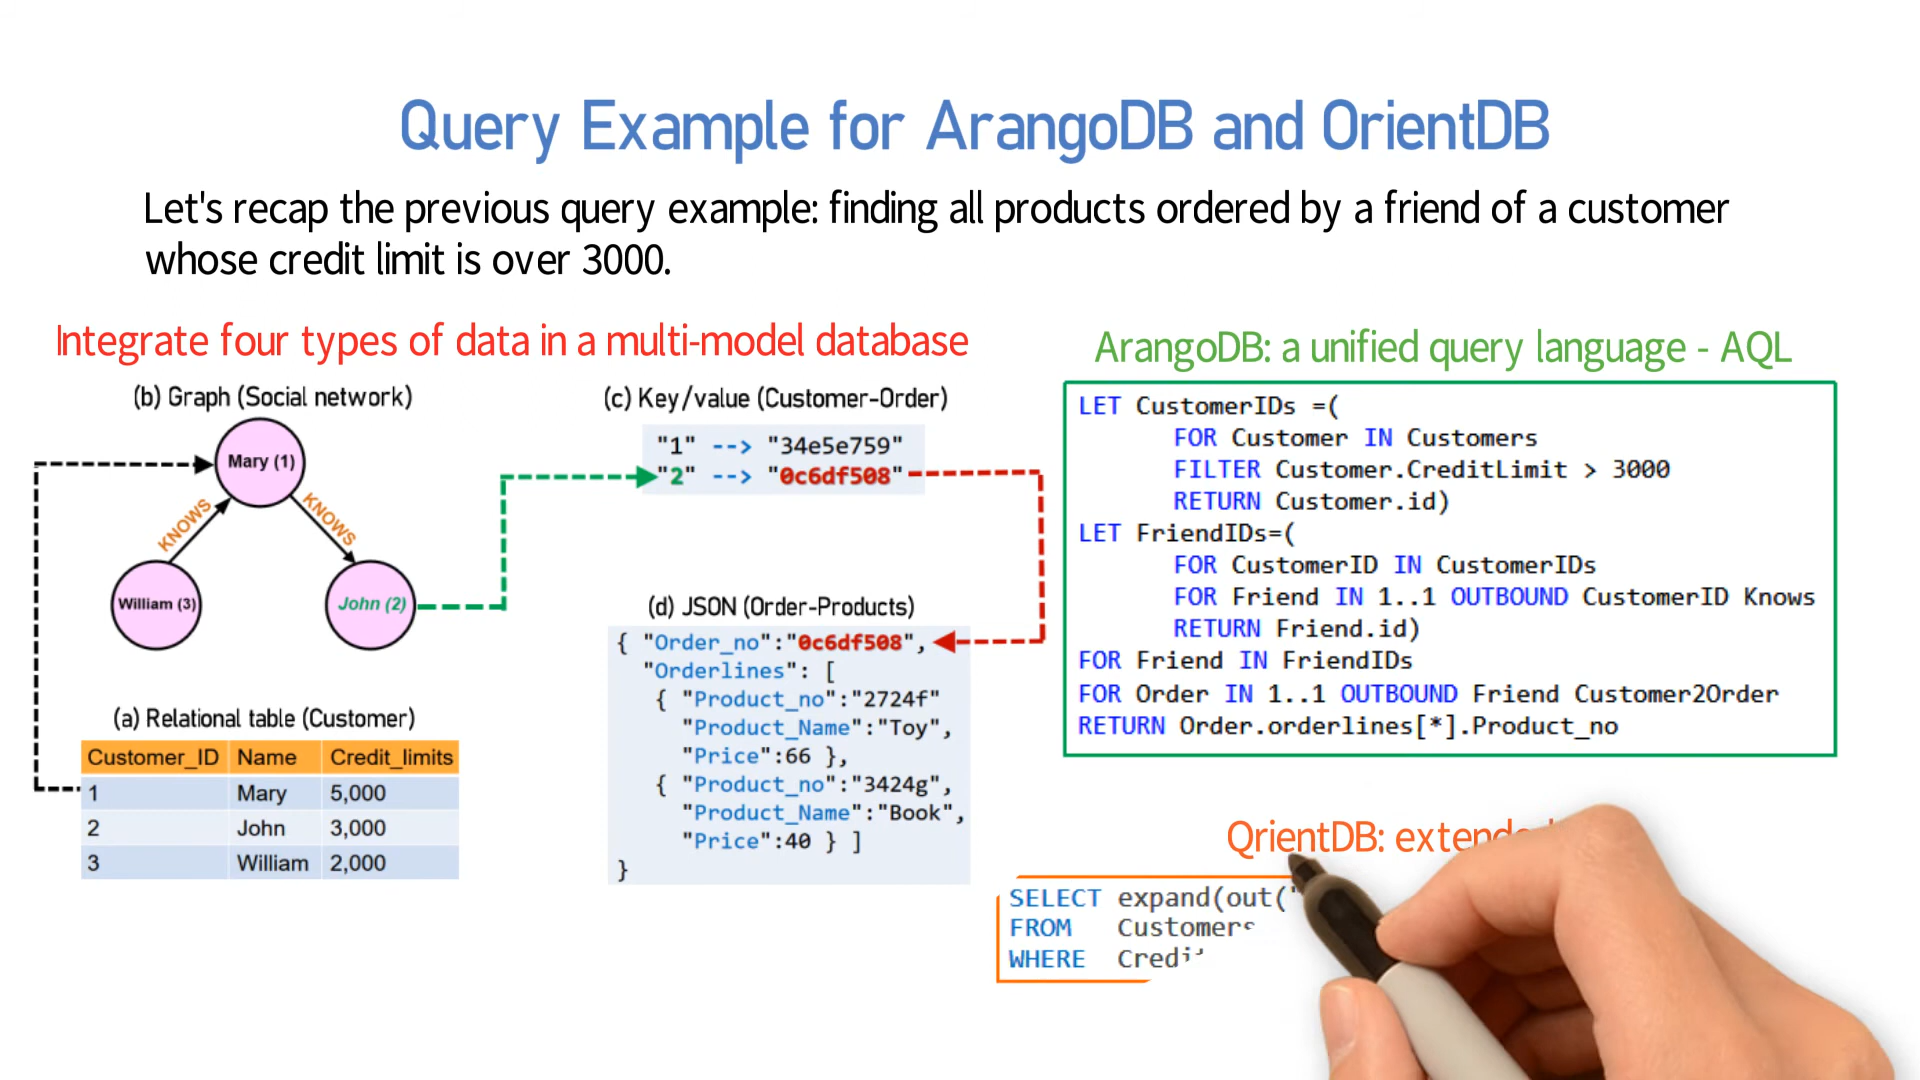 Query Example for ArangoDB and OrientDB
Let's recap the previous query example: finding all products ordered by a friend of a customer
whose credit limit is over 3000.
Integrate four types of data in a multi-model database
(b) Graph (Social network)
Mary (1)
KNOWS
KNOWS
William (3)
John (2)
(a) Relational table (Customer)
Customer_ID Name Credit_limits
1 Mary 5,000
2 John 3,000
3 William 2,000
(c) Key/value (Customer-Order)
"1" --> "34e5e759"
"2" --> "0c6df508"
(d) JSON (Order-Products)
{ "Order_no":"0c6df508",
"Orderlines": [
{ "Product_no":"2724f"
"Product_Name":"Toy",
"Price":66 },
{ "Product_no":"3424g",
"Product_Name":"Book",
"Price":40 } ]
}
ArangoDB: a unified query language - AQL
LET CustomerIDs =(
FOR Customer IN Customers
FILTER Customer.CreditLimit > 3000
RETURN Customer.id)
LET FriendIDs=(
FOR CustomerID IN CustomerIDs
FOR Friend IN 1..1 OUTBOUND CustomerID Knows
RETURN Friend.id)
FOR Friend IN FriendIDs
FOR Order IN 1..1 OUTBOUND Friend Customer2Order
RETURN Order.orderlines[*].Product_no
QrientDB:
SELECT expand(out("
FROM Customers
WHERE